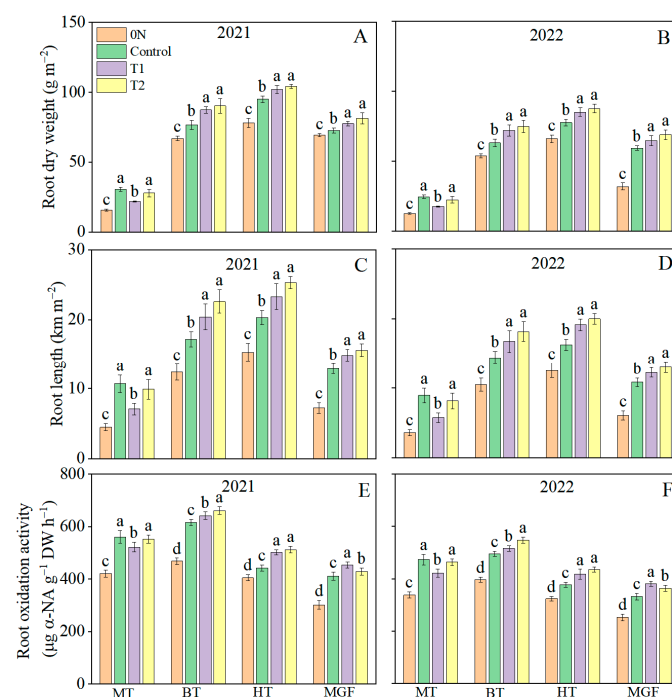 Root dry weight (g m⁻²)
150
100
50
0
0N
Control
T1
T2
2021
A
c a b a c b a a c b a a c b a a
2022
B
c a b a c b a a c b a a c b a a
Root length (km m⁻²)
30
20
10
0
2021
C
c a b a c b a a c b a a c b a a
2022
D
c a b a c b a a c b a a c b a a
Root oxidation activity
(µg α-NA g⁻¹ DW h⁻¹)
800
600
400
200
0
2021
E
c a b a d c b a d c a a d c a b
MT BT HT MGF
2022
F
c a b a d c b a d c a a d c a b
MT BT HT MGF